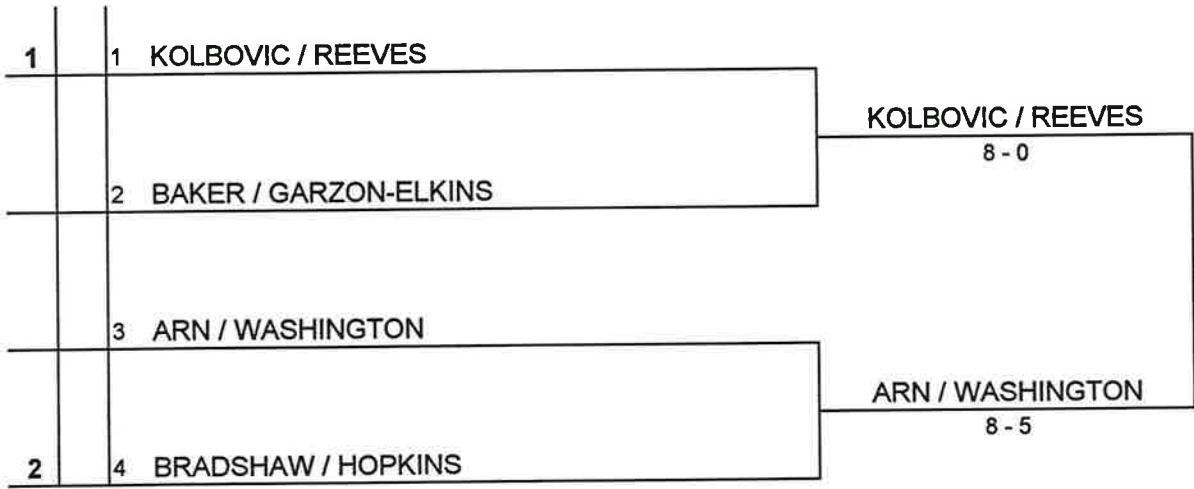 1 1 KOLBOVIC / REEVES
KOLBOVIC / REEVES
8 - 0
2 BAKER / GARZON-ELKINS
3 ARN / WASHINGTON
ARN / WASHINGTON
8 - 5
2 4 BRADSHAW / HOPKINS